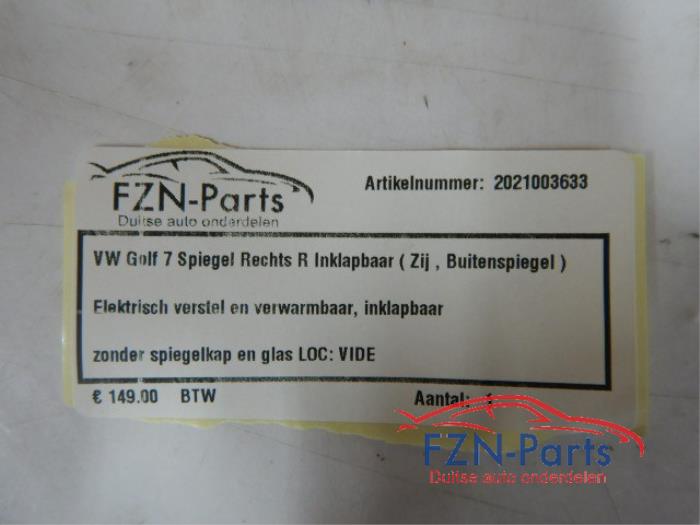 FZN-Parts
Duitse auto onderdelen
Artikelnummer: 2021003633
VW Golf 7 Spiegel Rechts R Inklapbaar ( Zij , Buitenspiegel )
Elektrisch verstel en verwarmbaar, inklapbaar
zonder spiegelkap en glas LOC: VIDE
€ 149.00 BTW
Aantal:
FZN-Parts
Duitse auto onderdelen